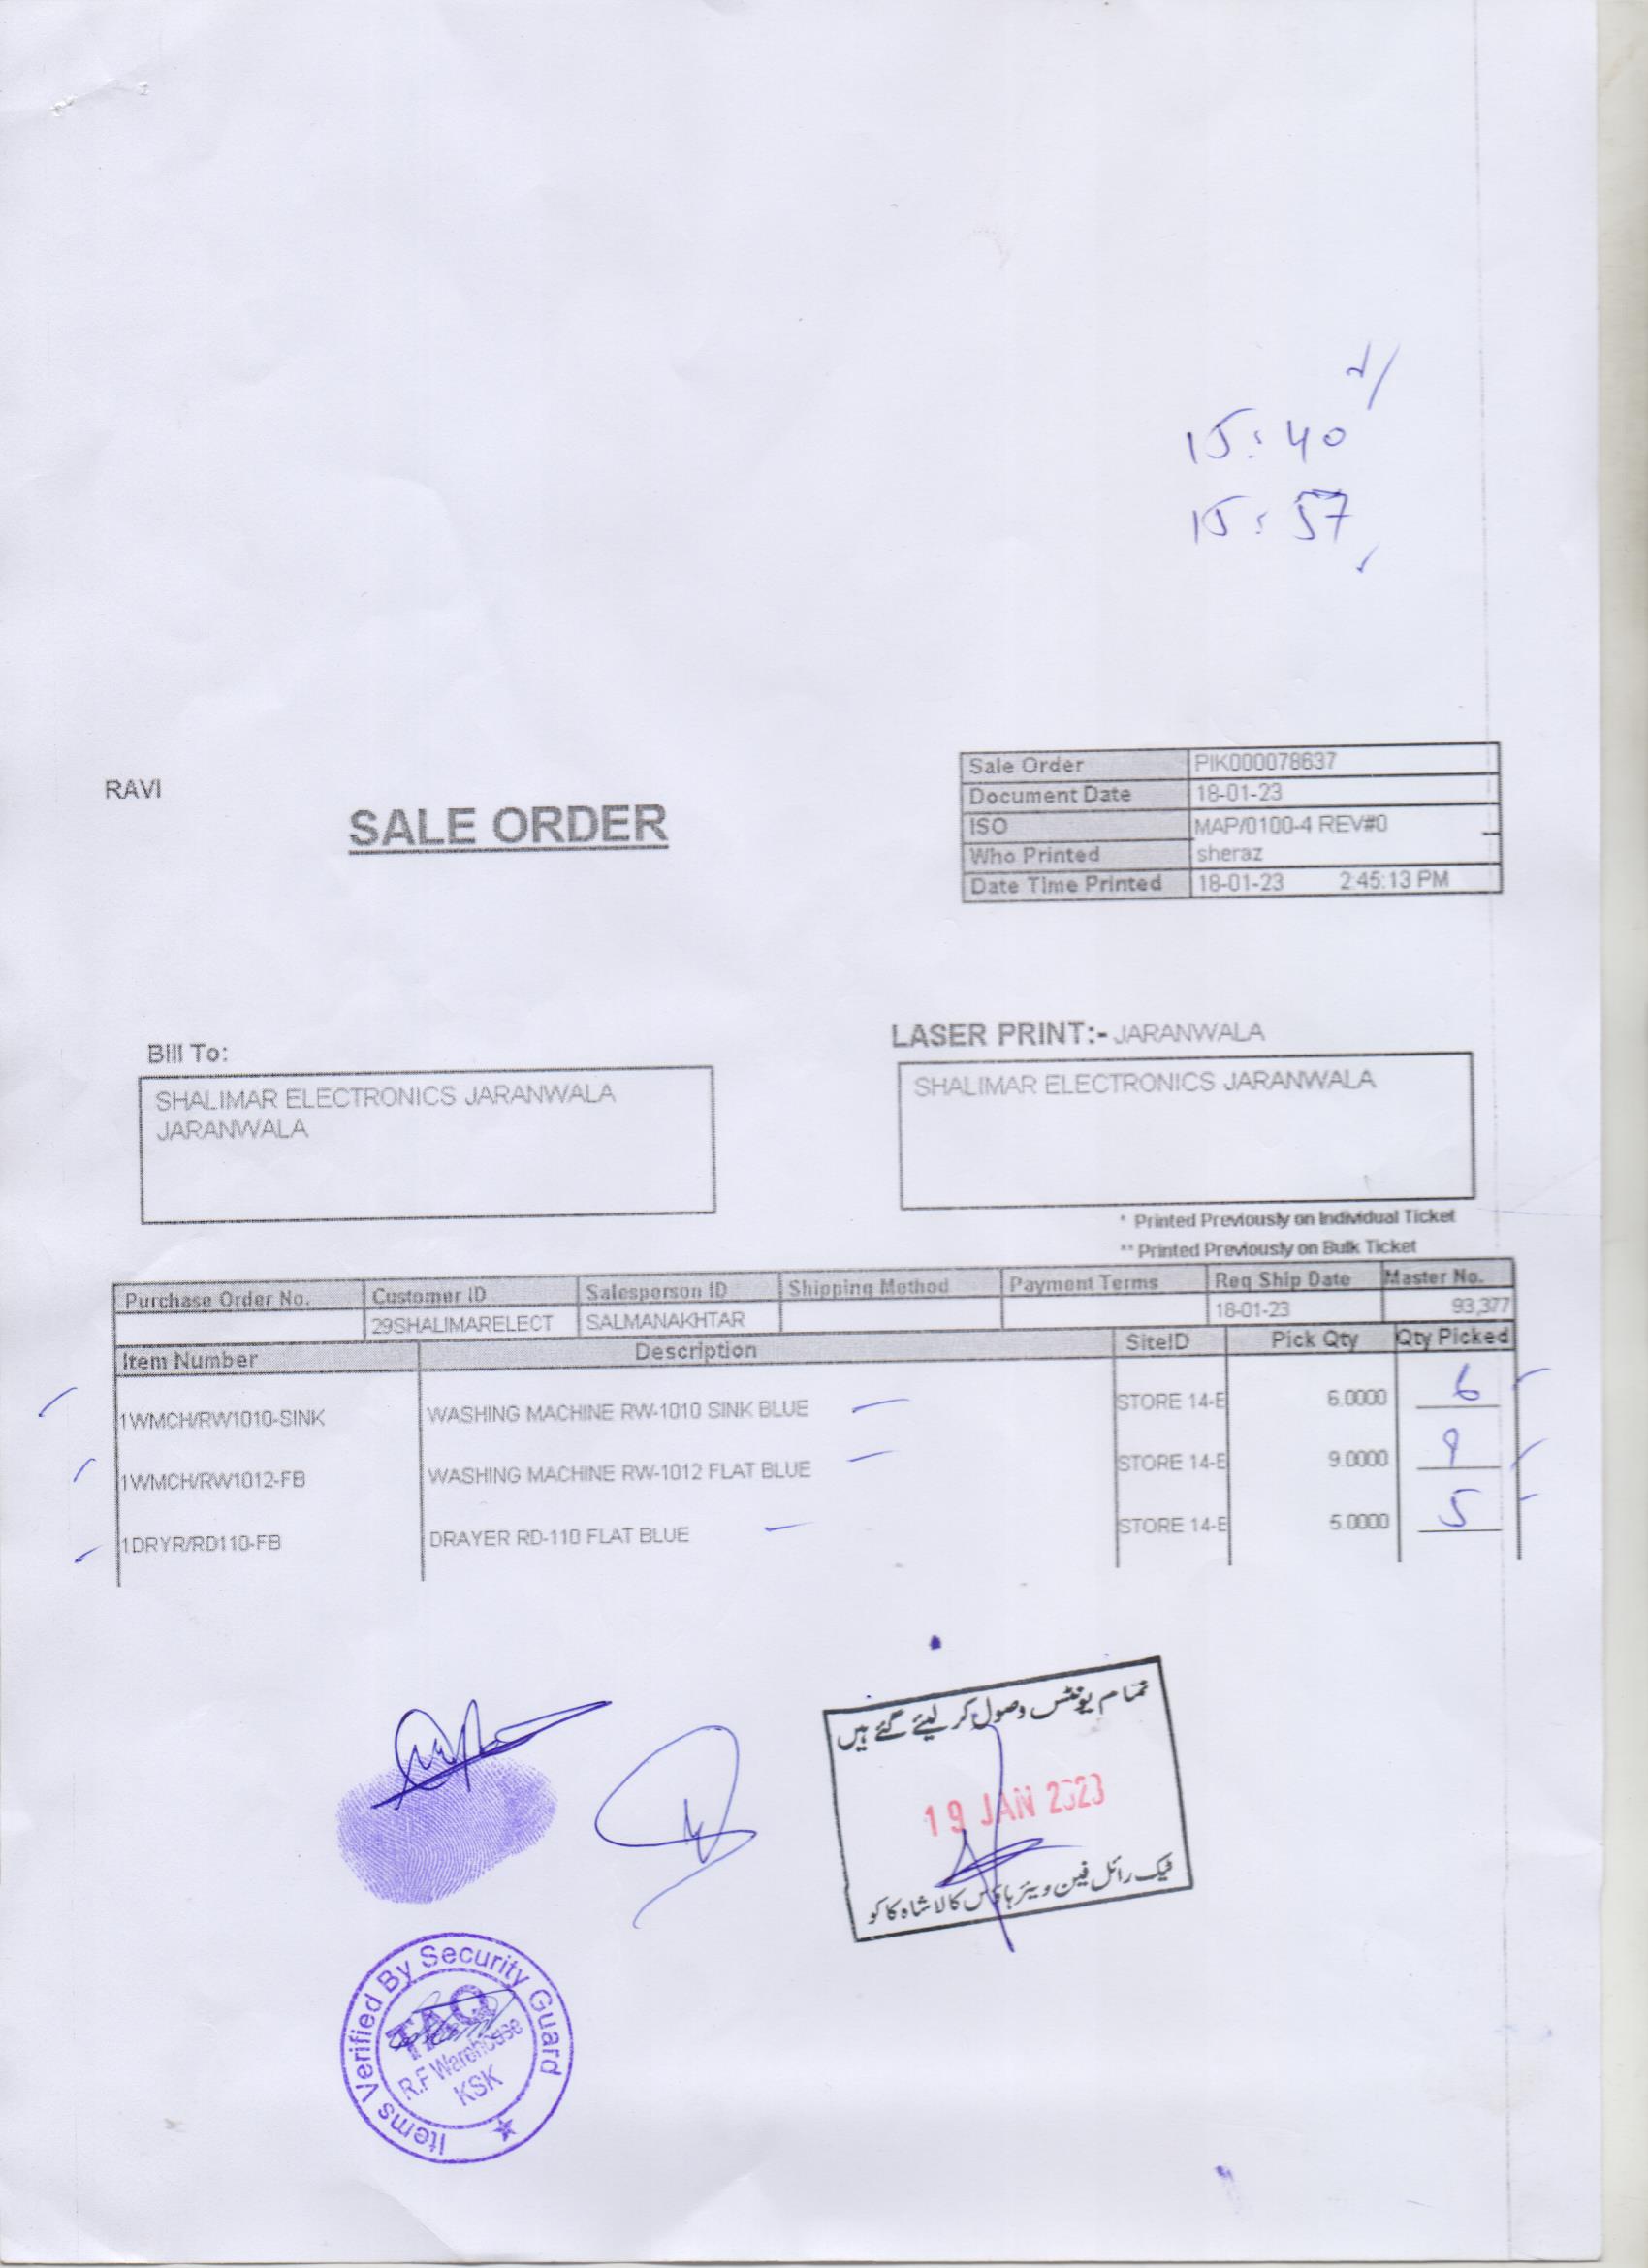 15:40
15:57
RAVI
SALE ORDER
Sale Order PIK000078637
Document Date 18-01-23
ISO MAP/0100-4 REV#0
Who Printed sheraz
Date Time Printed 18-01-23 2:45:13 PM
Bill To:
SHALIMAR ELECTRONICS JARANWALA
JARANWALA
LASER PRINT:- JARANWALA
SHALIMAR ELECTRONICS JARANWALA
* Printed Previously on Individual Ticket
** Printed Previously on Bulk Ticket
Purchase Order No. Customer ID Salesperson ID Shipping Method Payment Terms Req Ship Date Master No.
29SHALIMARELECT SALMANAKHTAR 18-01-23 93,377
Item Number Description SiteID Pick Qty Qty Picked
1WMCH/RW1010-SINK WASHING MACHINE RW-1010 SINK BLUE STORE 14-E 6.0000 6
1WMCH/RW1012-FB WASHING MACHINE RW-1012 FLAT BLUE STORE 14-E 9.0000 9
1DRYR/RD110-FB DRAYER RD-110 FLAT BLUE STORE 14-E 5.0000 5
تمام یونٹس وصول کر لیئے گئے ہیں
19 JAN 2023
فیک رائل فین ویئر ہاؤس کالا شاہ کاکو
Items Verified By Security Guard
TAQ
R.F Warehouse
KSK